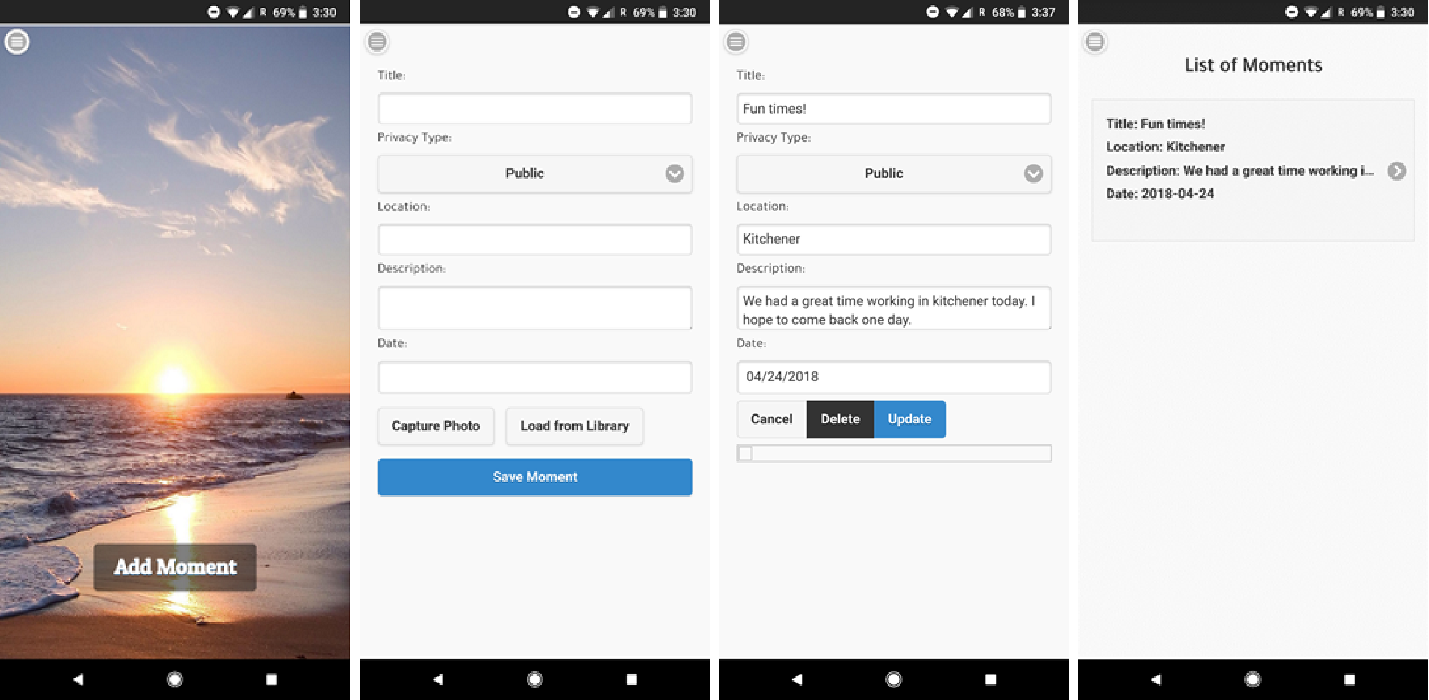 R 69% 3:30
Add Moment
R 69% 3:30
Title:
Privacy Type:
Public
Location:
Description:
Date:
Capture Photo
Load from Library
Save Moment
R 68% 3:37
Title:
Fun times!
Privacy Type:
Public
Location:
Kitchener
Description:
We had a great time working in kitchener today. I
hope to come back one day.
Date:
04/24/2018
Cancel
Delete
Update
R 69% 3:30
List of Moments
Title: Fun times!
Location: Kitchener
Description: We had a great time working i...
Date: 2018-04-24